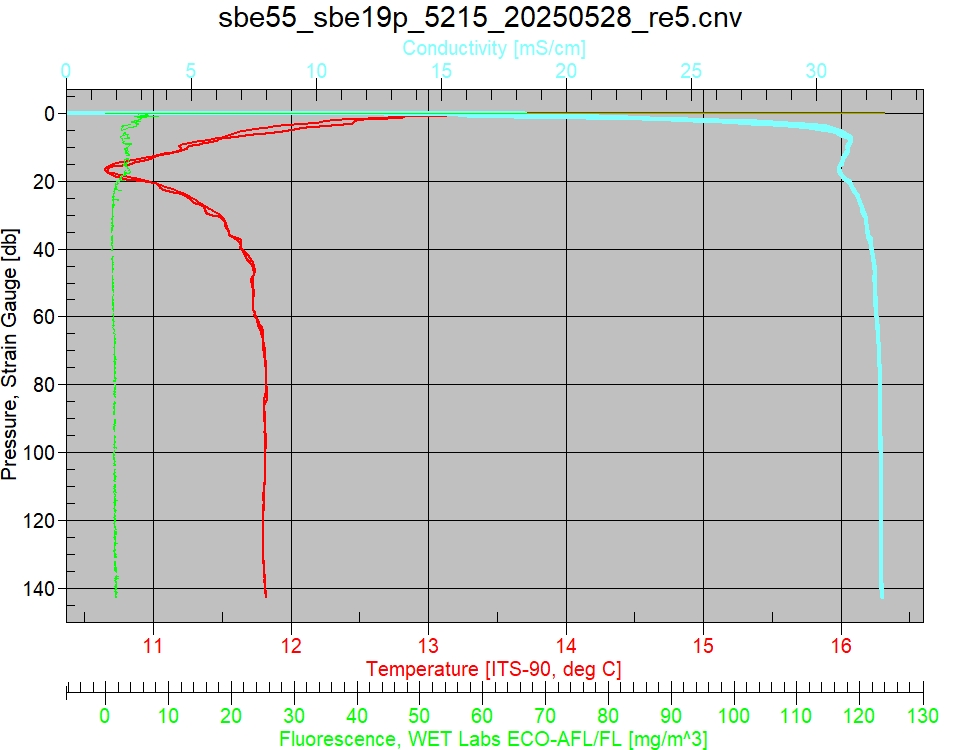 sbe55_sbe19p_5215_20250528_re5.cnv
Conductivity [mS/cm]
0 5 10 15 20 25 30
Pressure, Strain Gauge [db]
0
20
40
60
80
100
120
140
11 12 13 14 15 16
Temperature [ITS-90, deg C]
0 10 20 30 40 50 60 70 80 90 100 110 120 130
Fluorescence, WET Labs ECO-AFL/FL [mg/m^3]